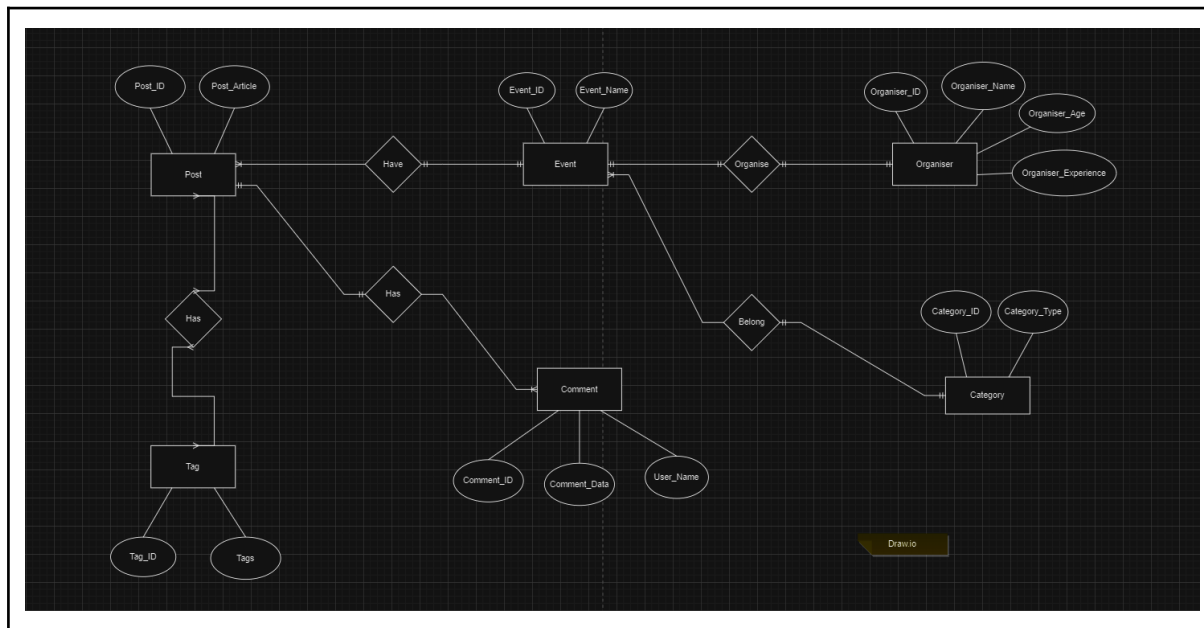 Post_ID
Post_Article
Event_ID
Event_Name
Organiser_ID
Organiser_Name
Organiser_Age
Organiser_Experience
Post
Have
Event
Organise
Organiser
Has
Has
Belong
Category_ID
Category_Type
Comment
Category
Tag
Comment_ID
Comment_Data
User_Name
Tag_ID
Tags
Draw.io